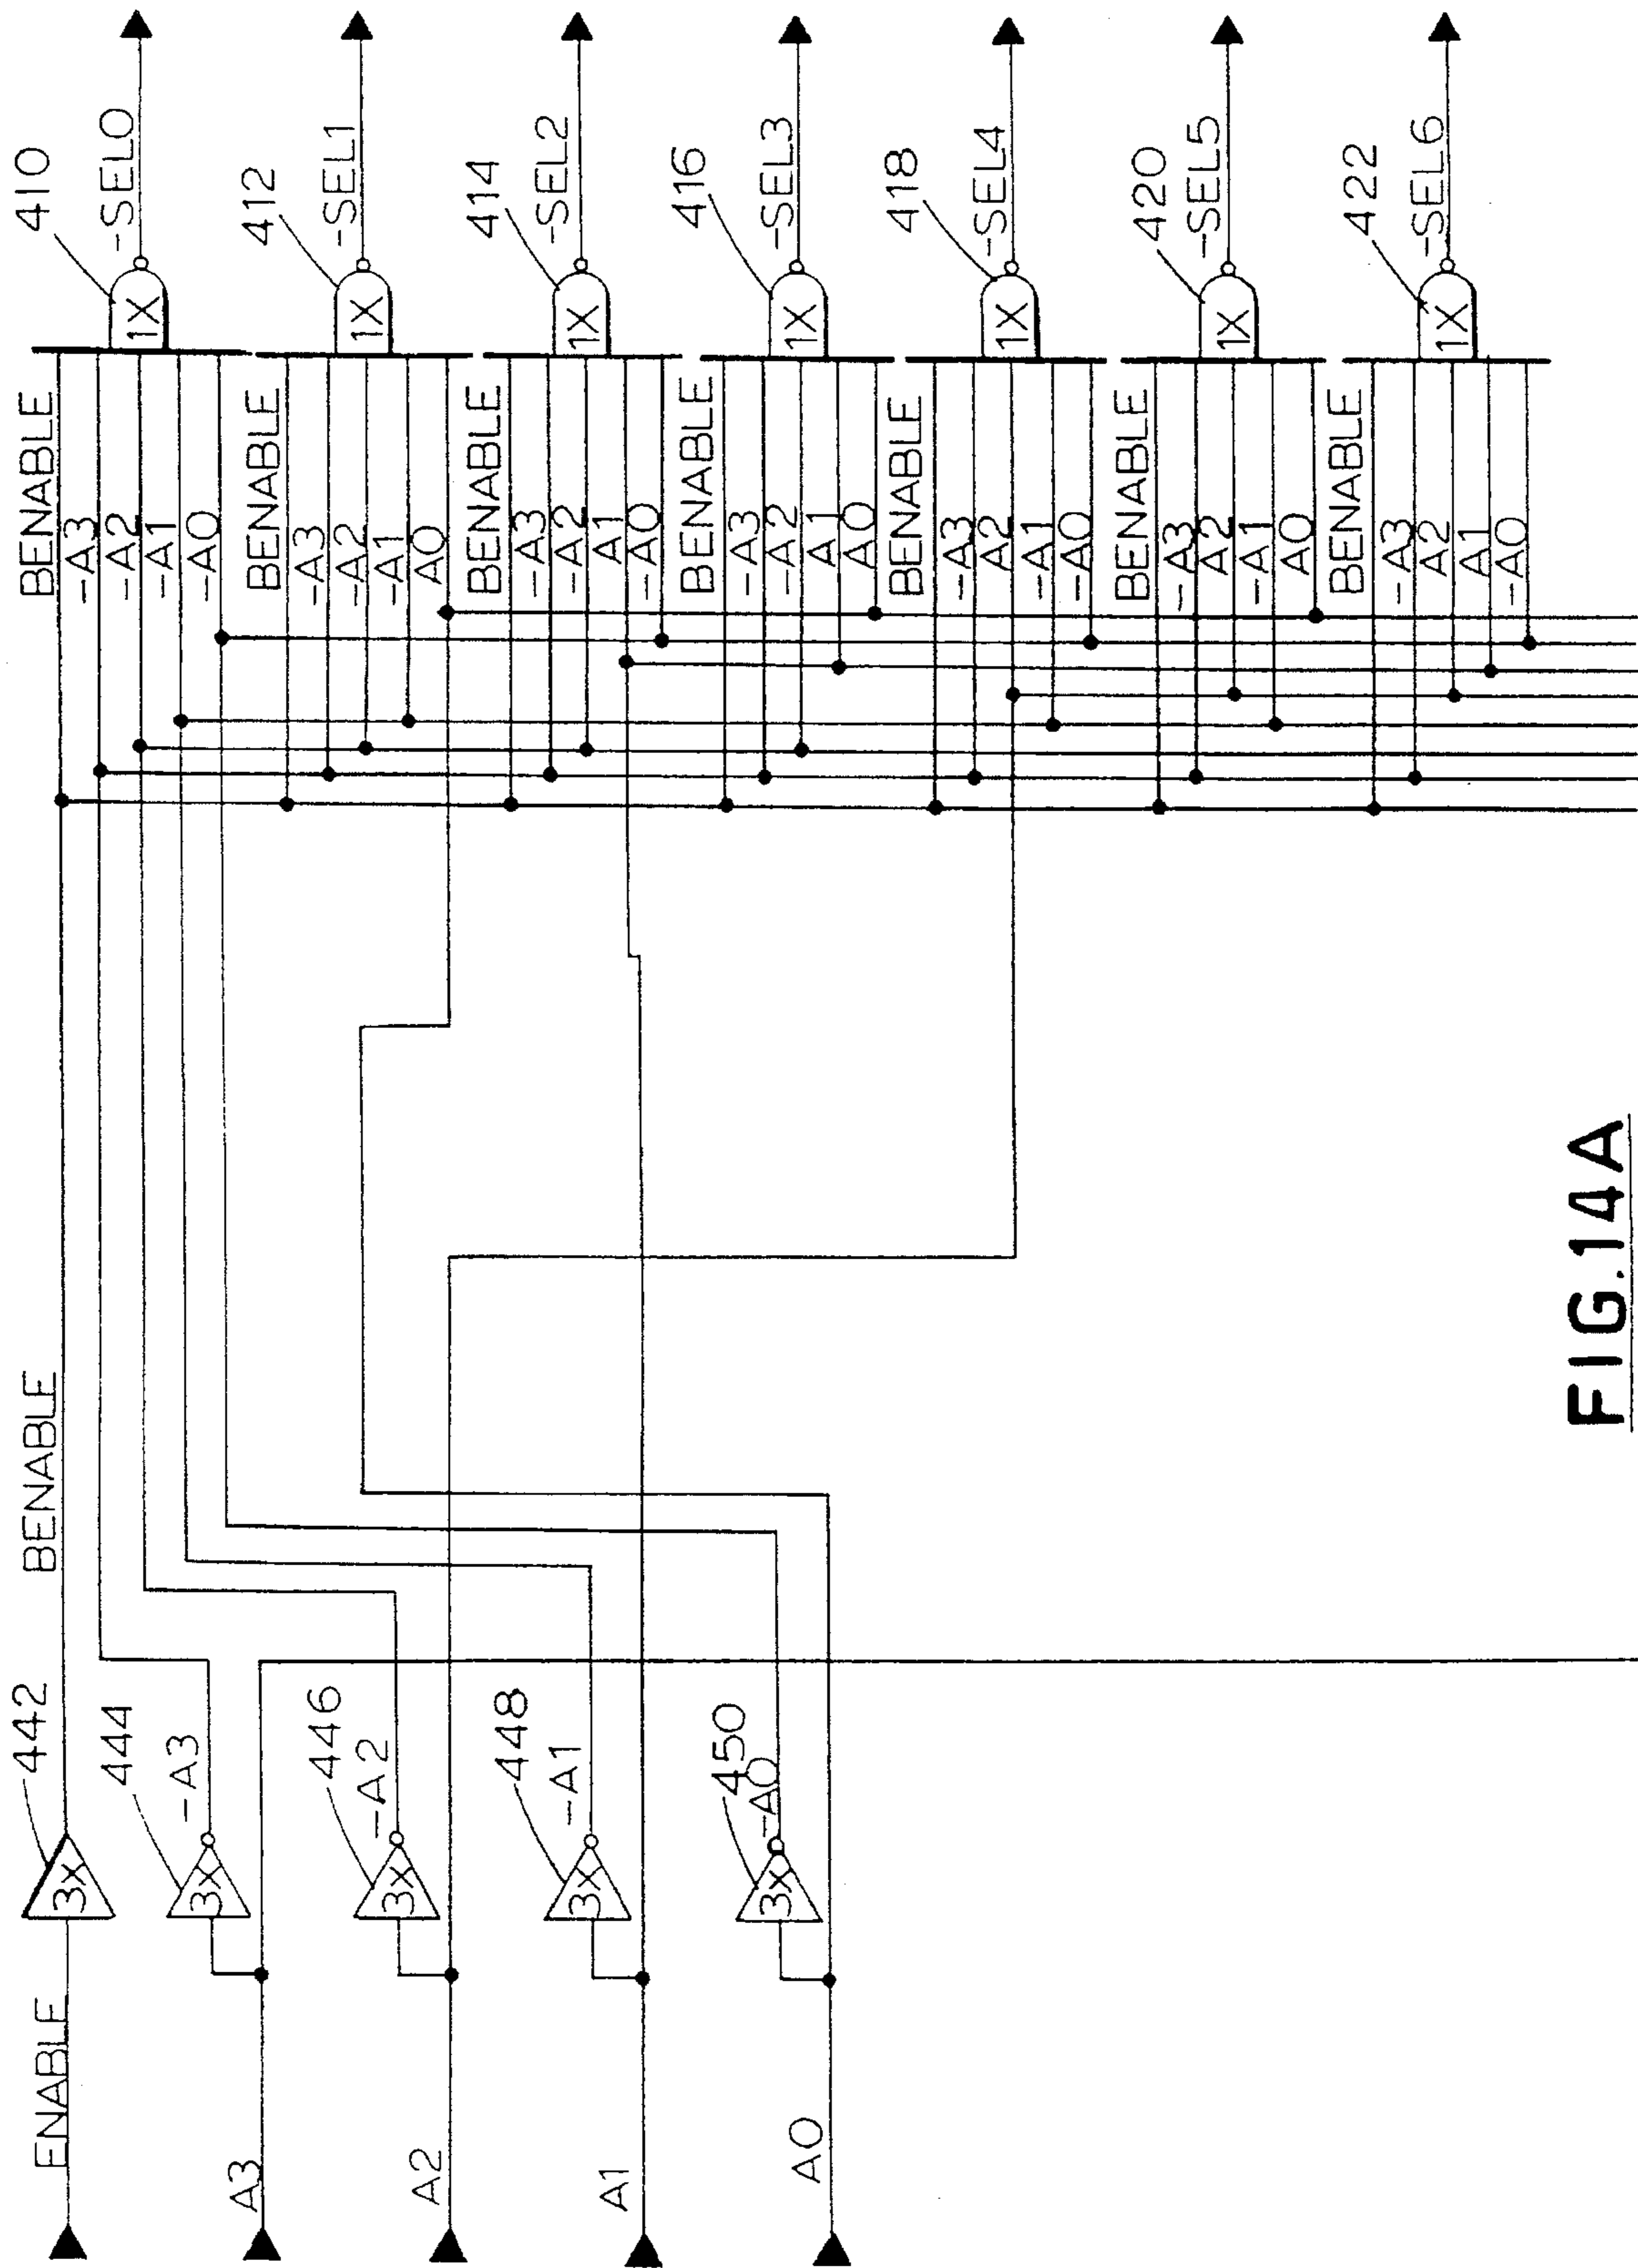 ENABLE
442
BENABLE
BENABLE
410
3X
-A3
1X
-SEL0
444
-A2
-A3
-A1
3X
-A0
A3
BENABLE
412
-A3
1X
-SEL1
446
-A2
-A2
-A1
3X
A0
A2
BENABLE
414
-A3
1X
-SEL2
448
-A2
-A1
A1
3X
-A0
A1
BENABLE
416
-A3
1X
-SEL3
450
-A2
-A0
A1
3X
A0
A0
BENABLE
418
-A3
1X
-SEL4
A2
-A1
-A0
BENABLE
420
-A3
1X
-SEL5
A2
-A1
A0
BENABLE
422
-A3
1X
-SEL6
A2
A1
-A0
FIG.14A